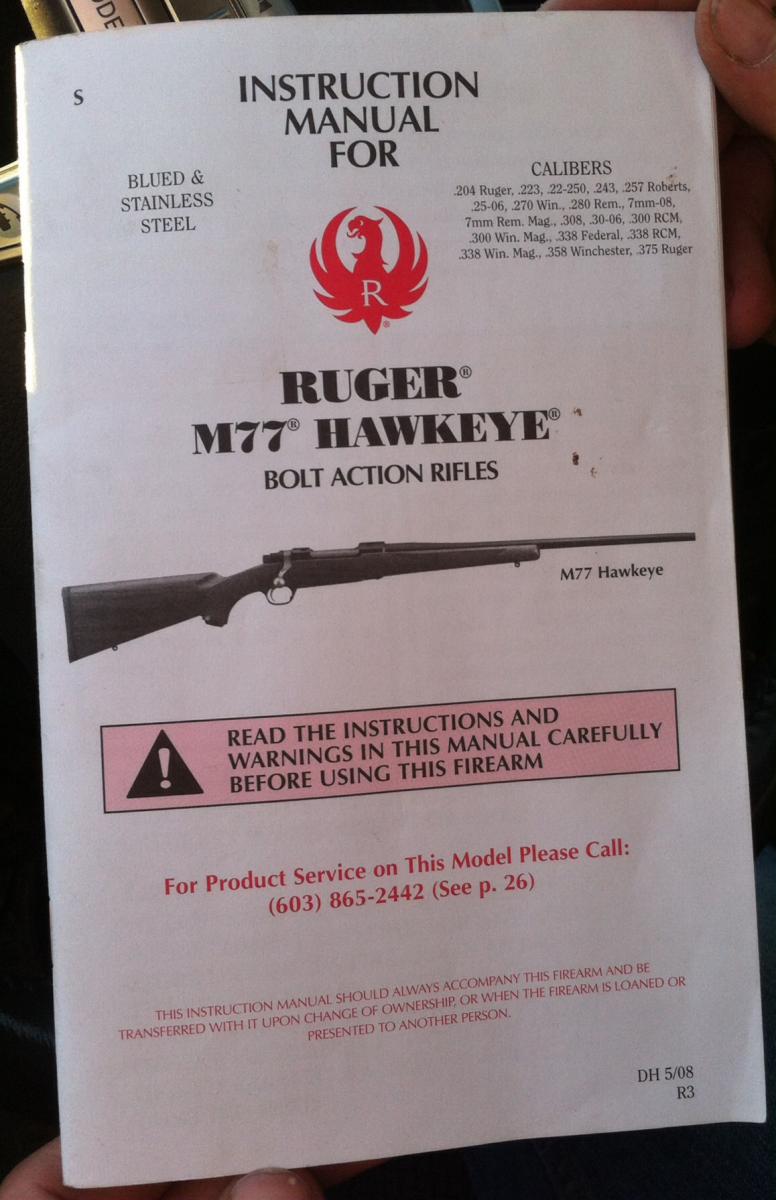 ODE
S
INSTRUCTION
MANUAL
FOR
BLUED &
STAINLESS
STEEL
CALIBERS
.204 Ruger, .223, .22-250, .243, .257 Roberts,
.25-06, .270 Win., .280 Rem., 7mm-08,
7mm Rem. Mag., .308, .30-06, .300 RCM,
.300 Win. Mag., .338 Federal, .338 RCM,
.338 Win. Mag., .358 Winchester, .375 Ruger
R
®
RUGER®
M77® HAWKEYE®
BOLT ACTION RIFLES
M77 Hawkeye
!
READ THE INSTRUCTIONS AND
WARNINGS IN THIS MANUAL CAREFULLY
BEFORE USING THIS FIREARM
For Product Service on This Model Please Call:
(603) 865-2442 (See p. 26)
THIS INSTRUCTION MANUAL SHOULD ALWAYS ACCOMPANY THIS FIREARM AND BE
TRANSFERRED WITH IT UPON CHANGE OF OWNERSHIP, OR WHEN THE FIREARM IS LOANED OR
PRESENTED TO ANOTHER PERSON.
DH 5/08
R3